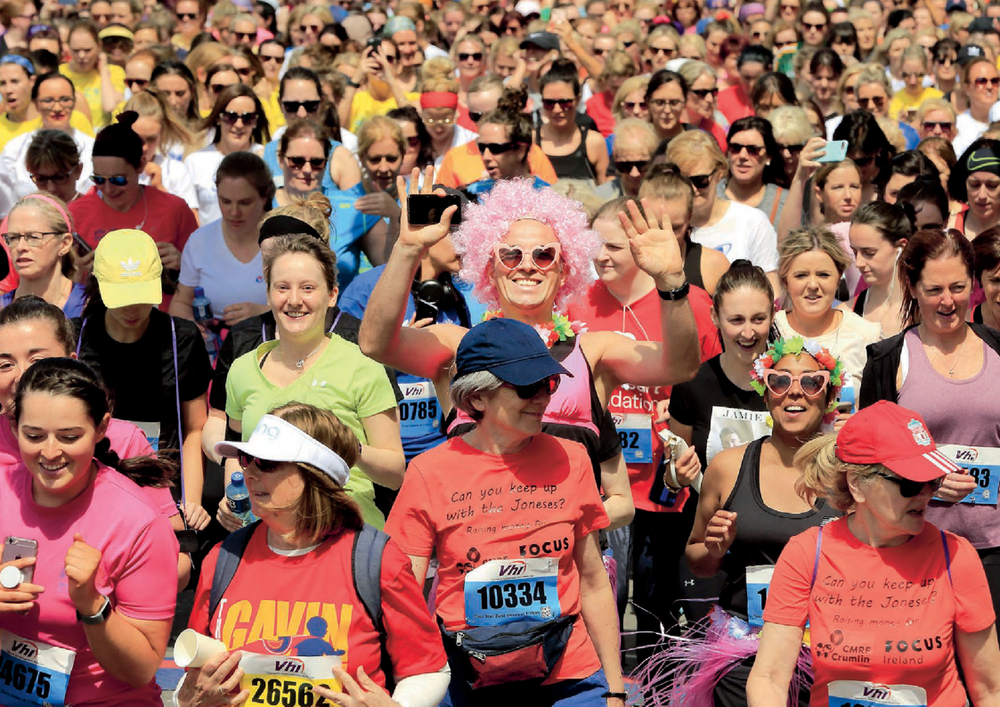 Vhi
0785
Vhi
82
dation
JAMIE
Vhi
ng
Can you keep up
with the Joneses?
Raising money for
FOCUS
Vhi
10334
Can you keep up
with the Joneses?
Raising money for
CMRF
Crumlin
FOCUS
Ireland
Vhi
GAVIN
Vhi
26562
Vhi
4675